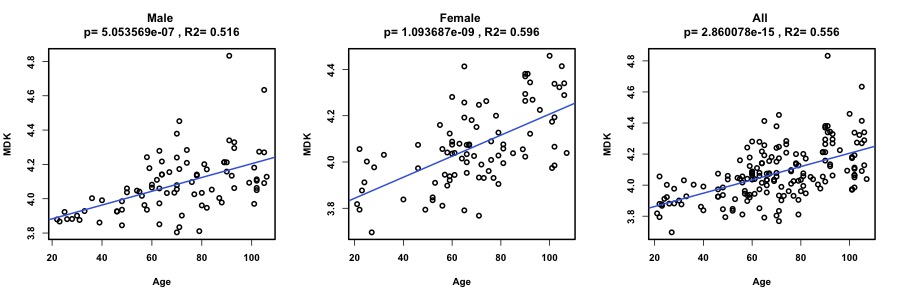 Male
p= 5.053569e-07 , R2= 0.516
MDK
3.8 4.0 4.2 4.4 4.6 4.8
20 40 60 80 100
Age
Female
p= 1.093687e-09 , R2= 0.596
MDK
3.8 4.0 4.2 4.4
20 40 60 80 100
Age
All
p= 2.860078e-15 , R2= 0.556
MDK
3.8 4.0 4.2 4.4 4.6 4.8
20 40 60 80 100
Age